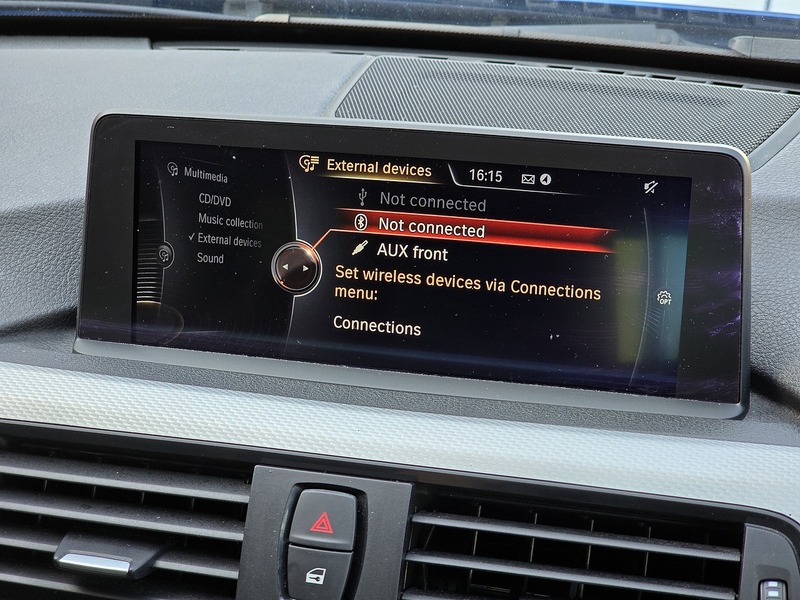 Multimedia
CD/DVD
Music collection
External devices
Sound
External devices
16:15
Not connected
Not connected
AUX front
Set wireless devices via Connections
menu:
Connections
OPT